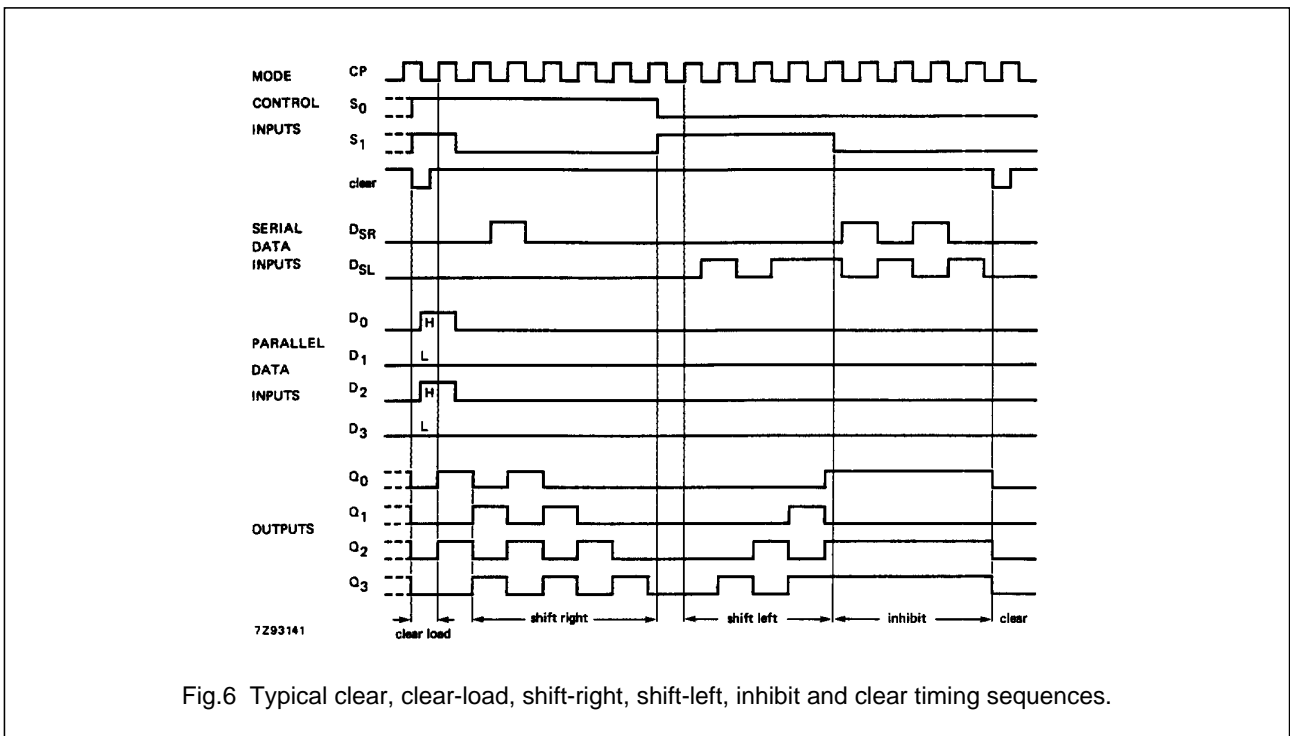 MODE CP
CONTROL S0
INPUTS S1
clear
SERIAL DSR
DATA
INPUTS DSL
D0 H
PARALLEL
DATA D1 L
INPUTS D2 H
D3 L
Q0
Q1
OUTPUTS
Q2
Q3
7Z93141 clear load shift right shift left inhibit clear
Fig.6 Typical clear, clear-load, shift-right, shift-left, inhibit and clear timing sequences.